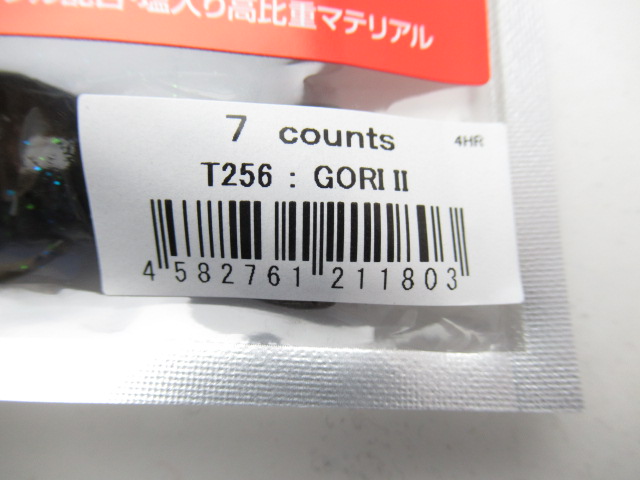 配合・塩入り高比重マテリアル
7 counts 4HR
T256 : GORI II
4 582761 211803